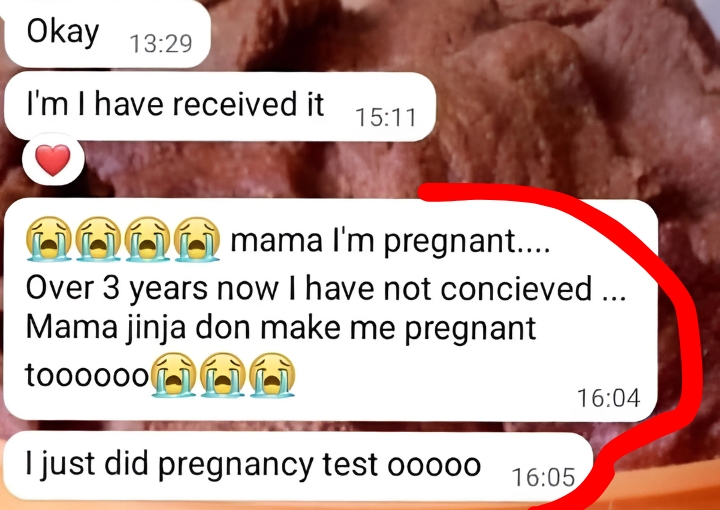 Okay 13:29
I'm I have received it 15:11
❤️
😭😭😭😭 mama I'm pregnant....
Over 3 years now I have not concieved ...
Mama jinja don make me pregnant
toooooo😭😭😭
16:04
I just did pregnancy test ooooo 16:05